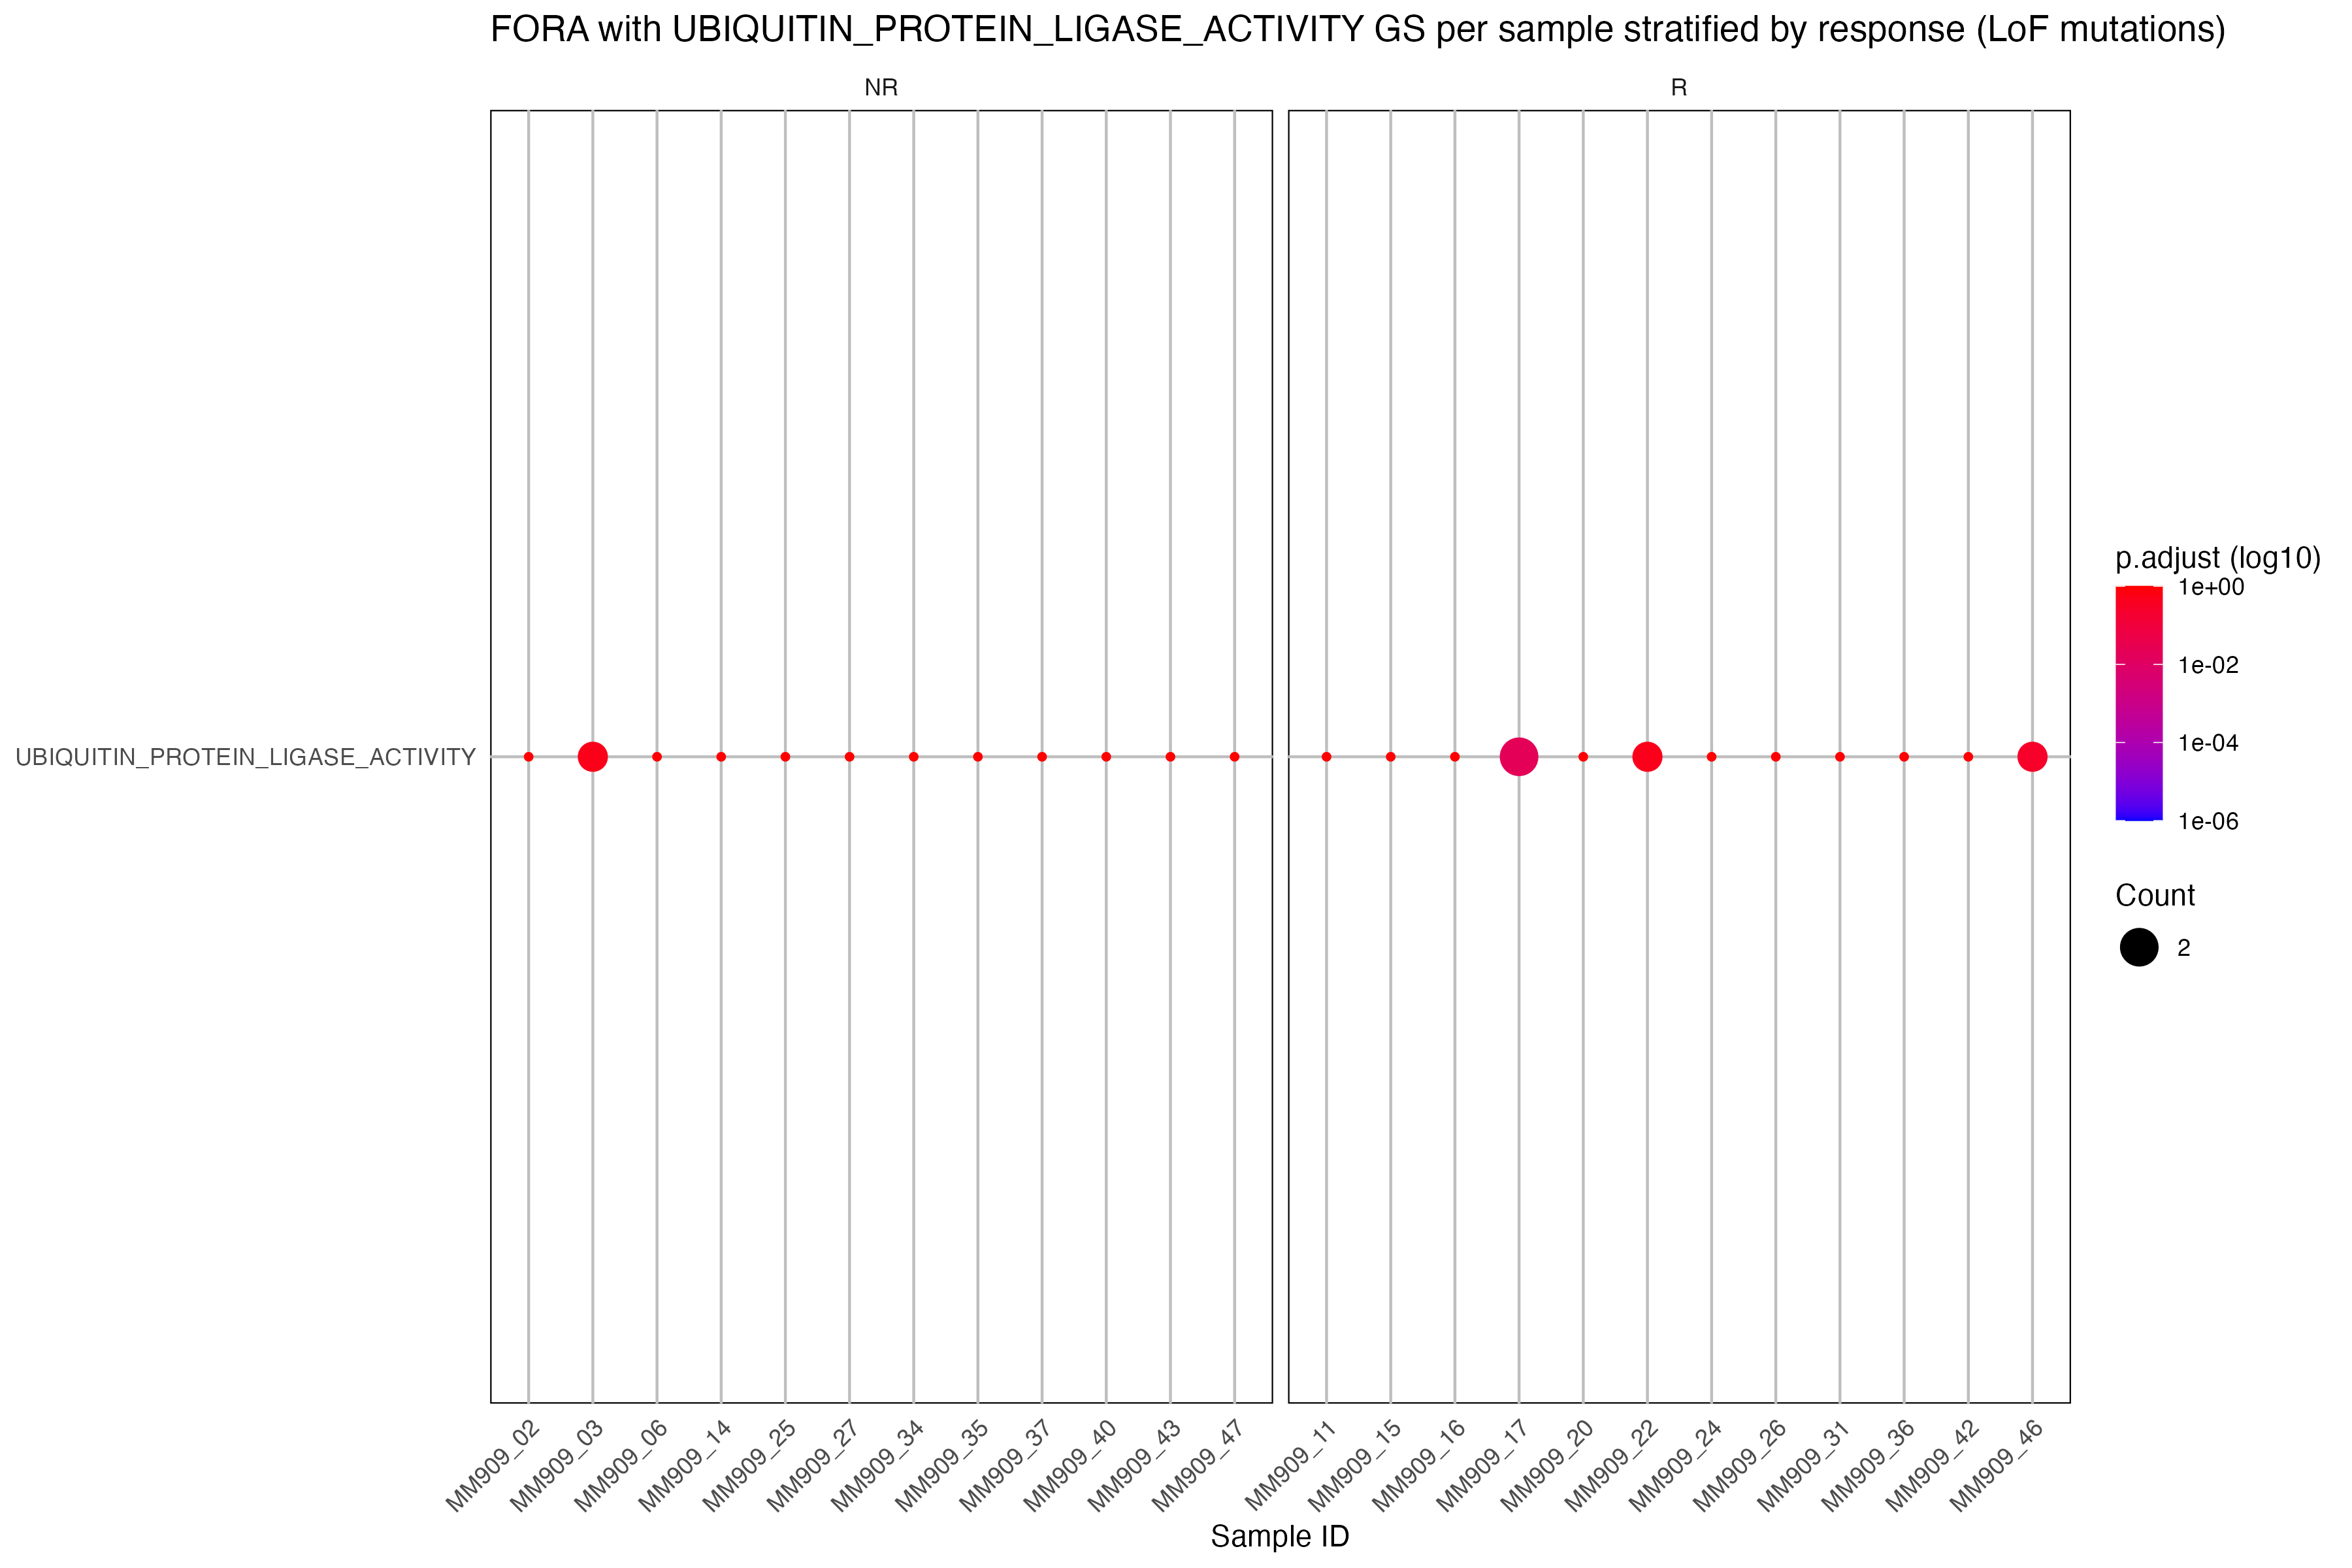 FORA with UBIQUITIN_PROTEIN_LIGASE_ACTIVITY GS per sample stratified by response (LoF mutations)
NR
R
UBIQUITIN_PROTEIN_LIGASE_ACTIVITY
p.adjust (log10)
1e+00
1e-02
1e-04
1e-06
Count
2
MM909_02
MM909_03
MM909_06
MM909_14
MM909_25
MM909_27
MM909_34
MM909_35
MM909_37
MM909_40
MM909_43
MM909_47
MM909_11
MM909_15
MM909_16
MM909_17
MM909_20
MM909_22
MM909_24
MM909_26
MM909_31
MM909_36
MM909_42
MM909_46
Sample ID